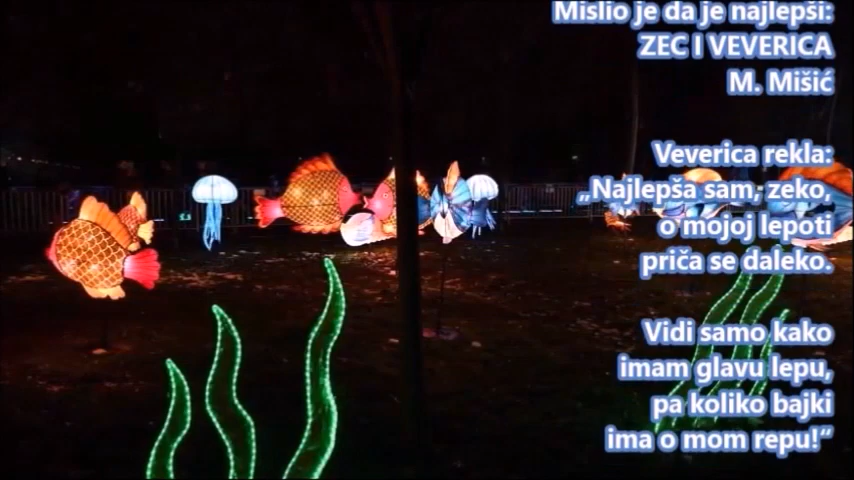 Mislio je da je najlepši:
ZEC I VEVERICA
M. Mišić
Veverica rekla:
„Najlepša sam, zeko,
o mojoj lepoti
priča se daleko.
Vidi samo kako
imam glavu lepu,
pa koliko bajki
ima o mom repu!“